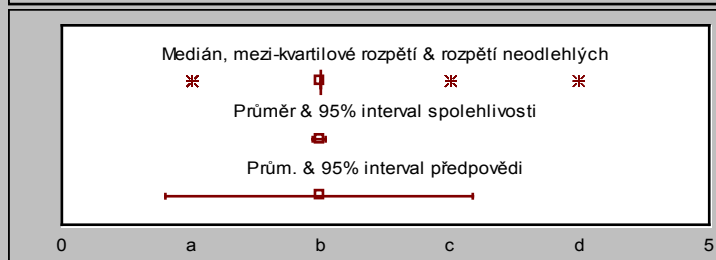 Medián, mezi-kvartilové rozpětí & rozpětí neodlehlých
Průměr & 95% interval spolehlivosti
Prům. & 95% interval předpovědi
0 a b c d 5